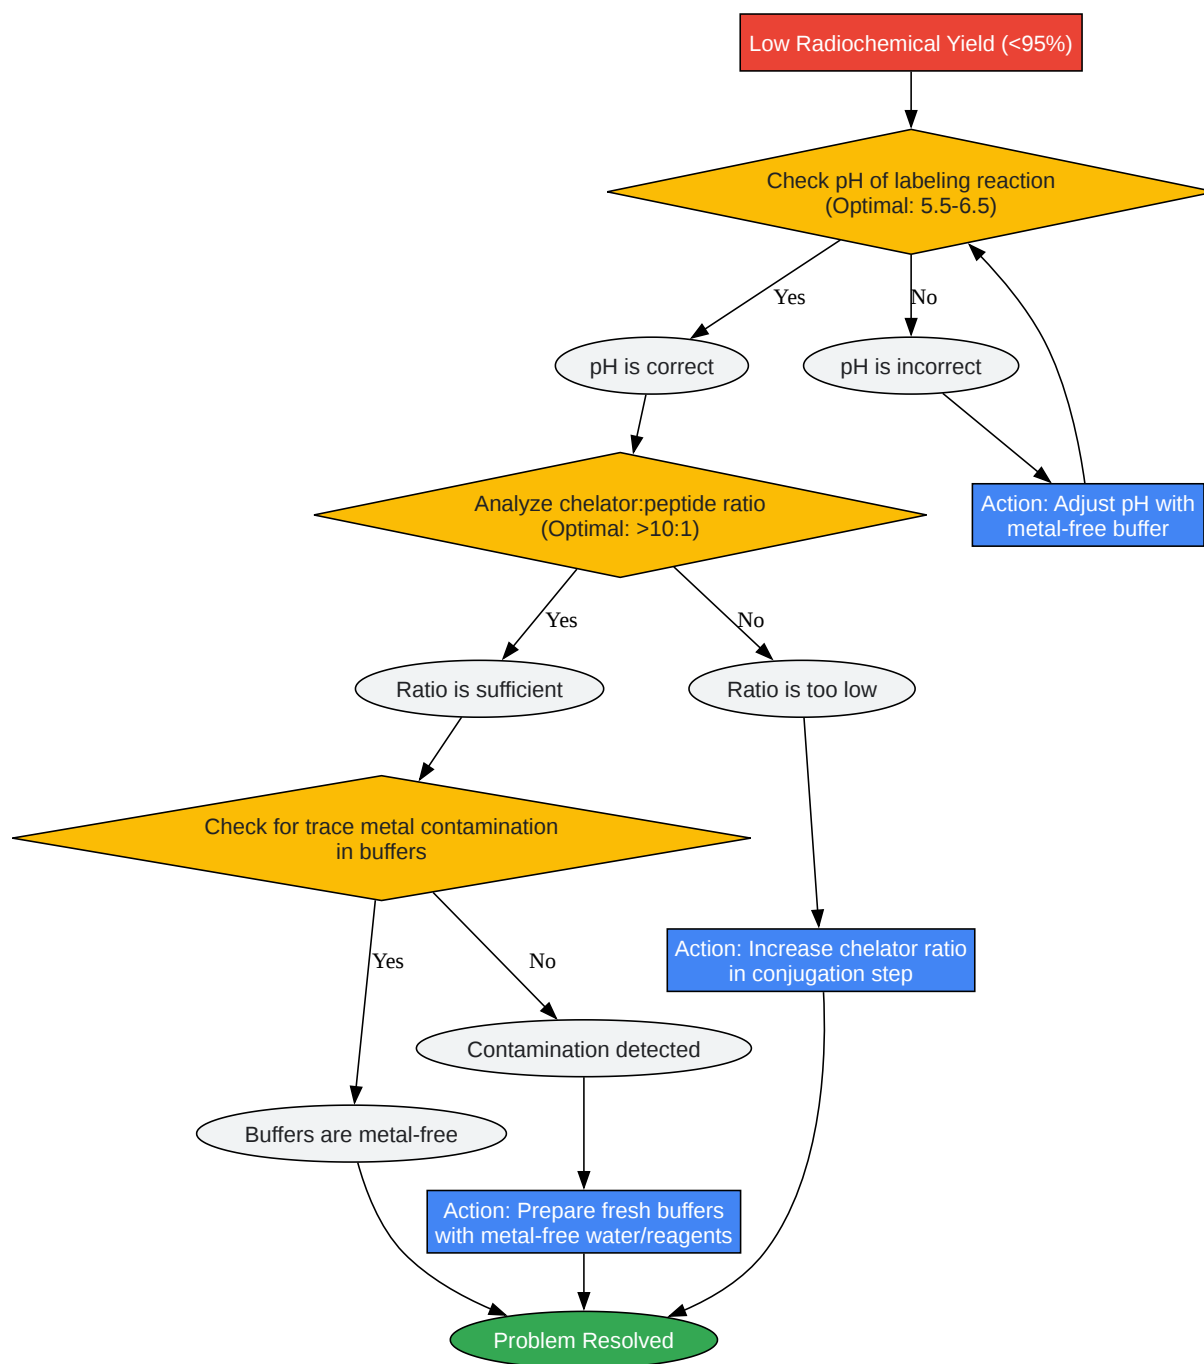 Low Radiochemical Yield (<95%)
Check pH of labeling reaction
(Optimal: 5.5-6.5)
Yes
No
pH is correct
pH is incorrect
Analyze chelator:peptide ratio
(Optimal: >10:1)
Action: Adjust pH with
metal-free buffer
Yes
No
Ratio is sufficient
Ratio is too low
Check for trace metal contamination
in buffers
Yes
No
Action: Increase chelator ratio
in conjugation step
Contamination detected
Buffers are metal-free
Action: Prepare fresh buffers
with metal-free water/reagents
Problem Resolved